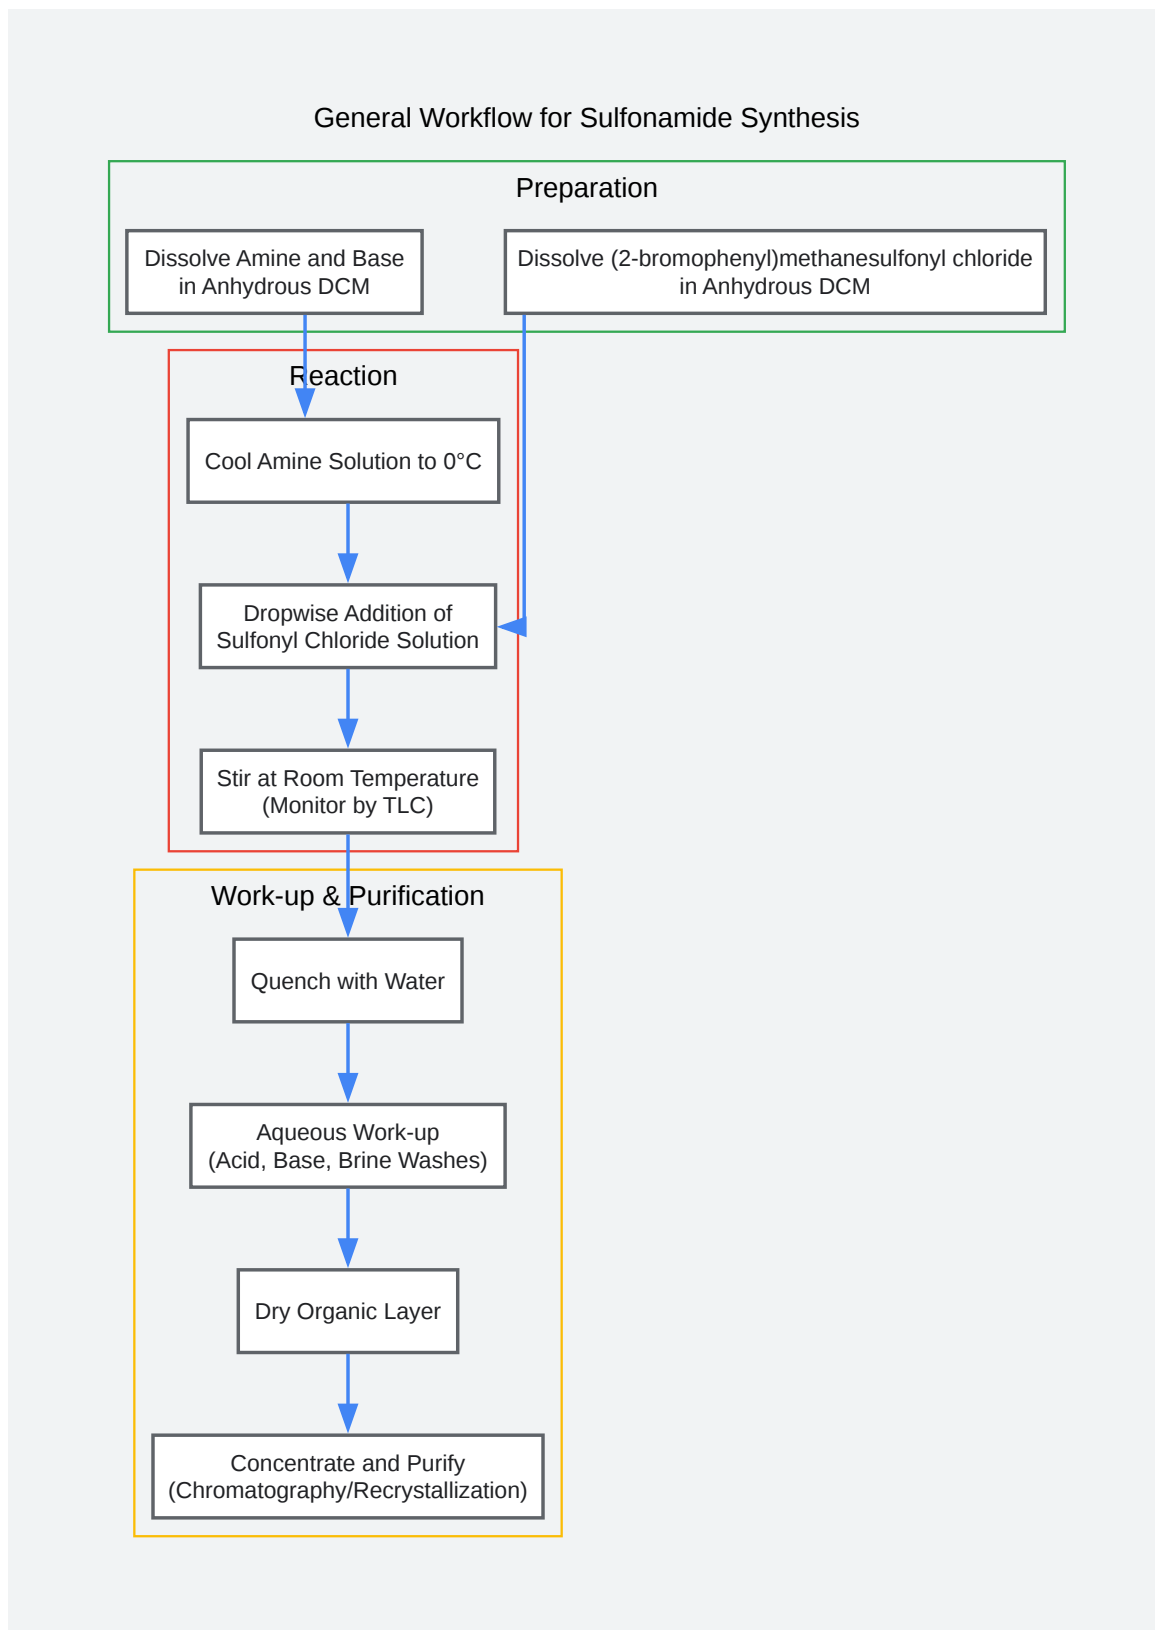 General Workflow for Sulfonamide Synthesis
Preparation
Dissolve Amine and Base
in Anhydrous DCM
Dissolve (2-bromophenyl)methanesulfonyl chloride
in Anhydrous DCM
Reaction
Cool Amine Solution to 0°C
Dropwise Addition of
Sulfonyl Chloride Solution
Stir at Room Temperature
(Monitor by TLC)
Work-up & Purification
Quench with Water
Aqueous Work-up
(Acid, Base, Brine Washes)
Dry Organic Layer
Concentrate and Purify
(Chromatography/Recrystallization)